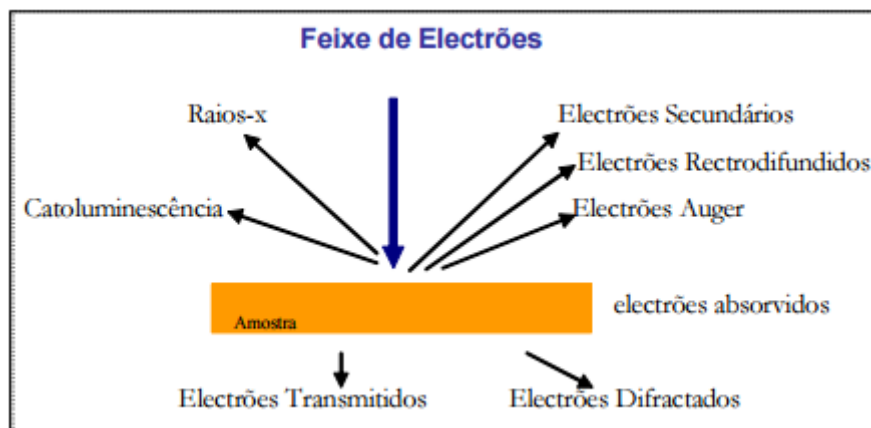 Feixe de Electrões
Raios-x
Electrões Secundários
Electrões Rectrodifundidos
Catoluminescência
Electrões Auger
electrões absorvidos
Amostra
Electrões Transmitidos
Electrões Difractados